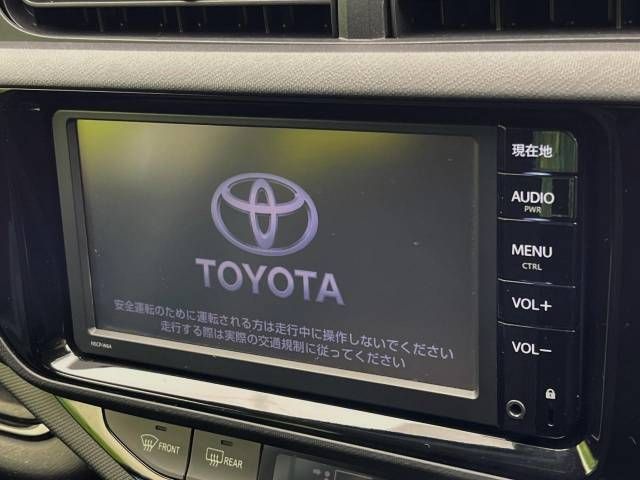 TOYOTA
安全運転のために運転される方は走行中に操作しないでください
走行する際は実際の交通規制に従ってください
現在地
AUDIO
PWR
MENU
CTRL
VOL+
VOL−
FRONT
REAR